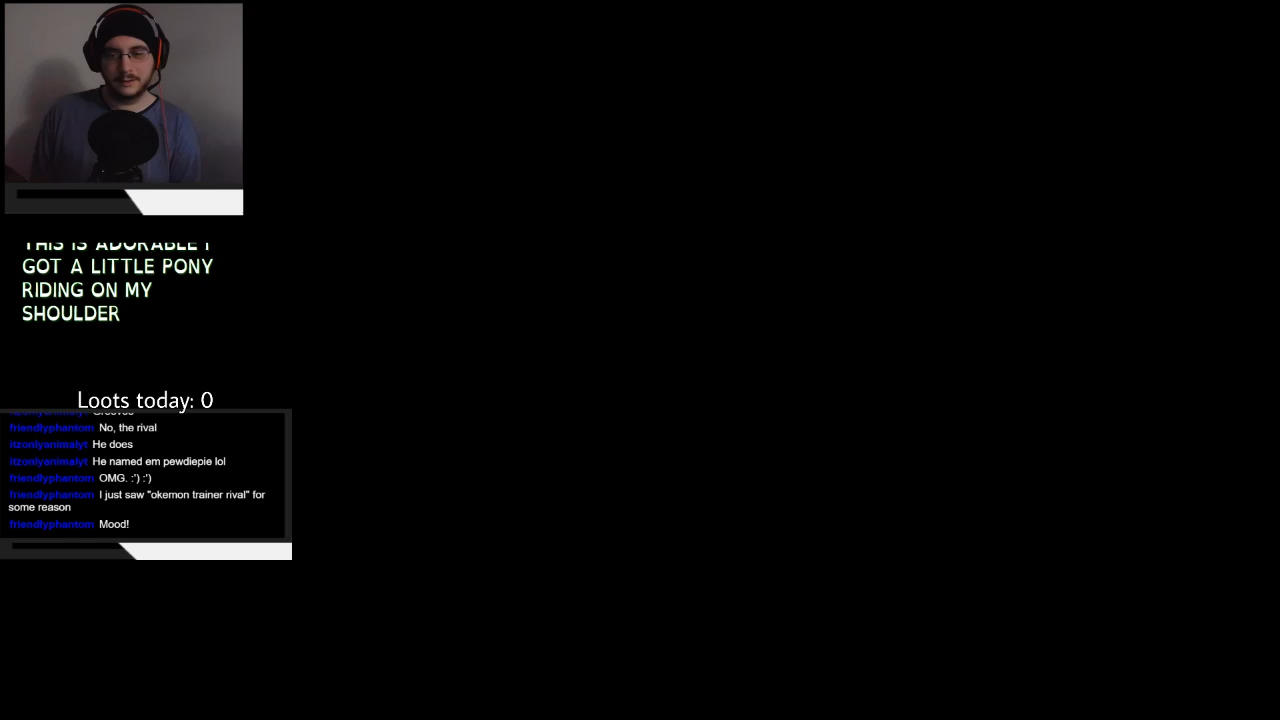 THIS IS ADORABLE I
GOT A LITTLE PONY
RIDING ON MY
SHOULDER
Loots today: 0
itzonlyanimalyt Grooves
friendlyphantom No, the rival
itzonlyanimalyt He does
itzonlyanimalyt He named em pewdiepie lol
friendlyphantom OMG. :') :')
friendlyphantom I just saw "okemon trainer rival" for
some reason
friendlyphantom Mood!